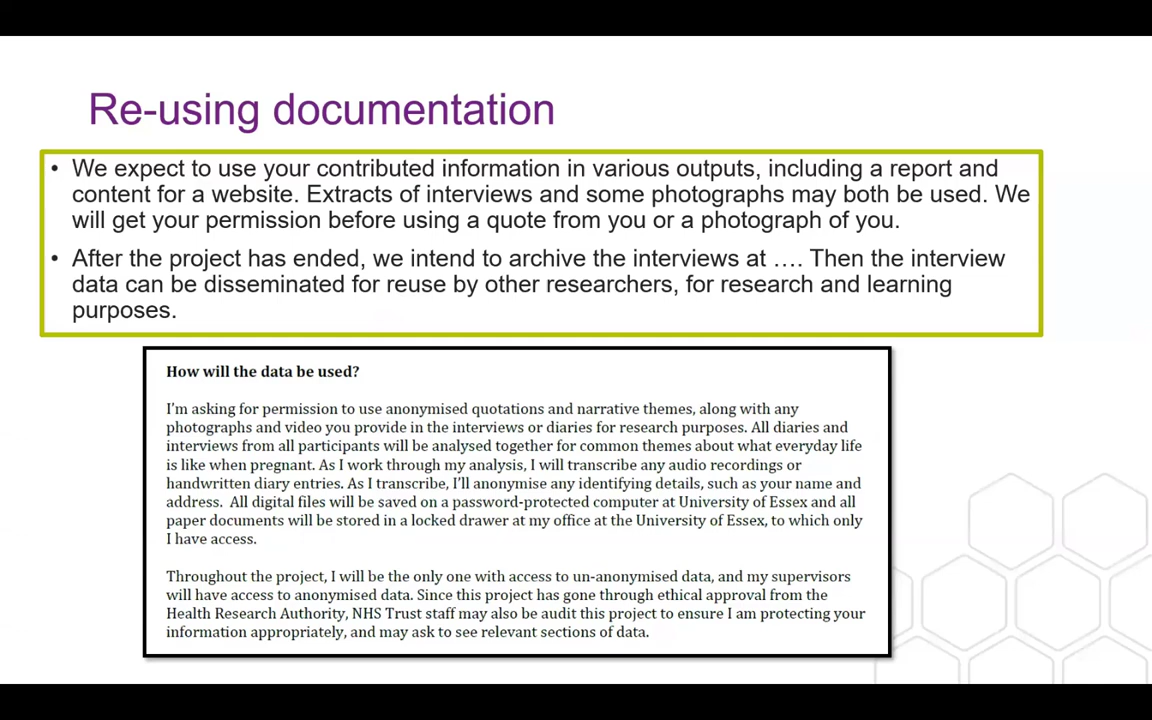 Re-using documentation
• We expect to use your contributed information in various outputs, including a report and
content for a website. Extracts of interviews and some photographs may both be used. We
will get your permission before using a quote from you or a photograph of you.
• After the project has ended, we intend to archive the interviews at …. Then the interview
data can be disseminated for reuse by other researchers, for research and learning
purposes.
How will the data be used?
I'm asking for permission to use anonymised quotations and narrative themes, along with any
photographs and video you provide in the interviews or diaries for research purposes. All diaries and
interviews from all participants will be analysed together for common themes about what everyday life
is like when pregnant. As I work through my analysis, I will transcribe any audio recordings or
handwritten diary entries. As I transcribe, I'll anonymise any identifying details, such as your name and
address.  All digital files will be saved on a password-protected computer at University of Essex and all
paper documents will be stored in a locked drawer at my office at the University of Essex, to which only
I have access.
Throughout the project, I will be the only one with access to un-anonymised data, and my supervisors
will have access to anonymised data. Since this project has gone through ethical approval from the
Health Research Authority, NHS Trust staff may also be audit this project to ensure I am protecting your
information appropriately, and may ask to see relevant sections of data.